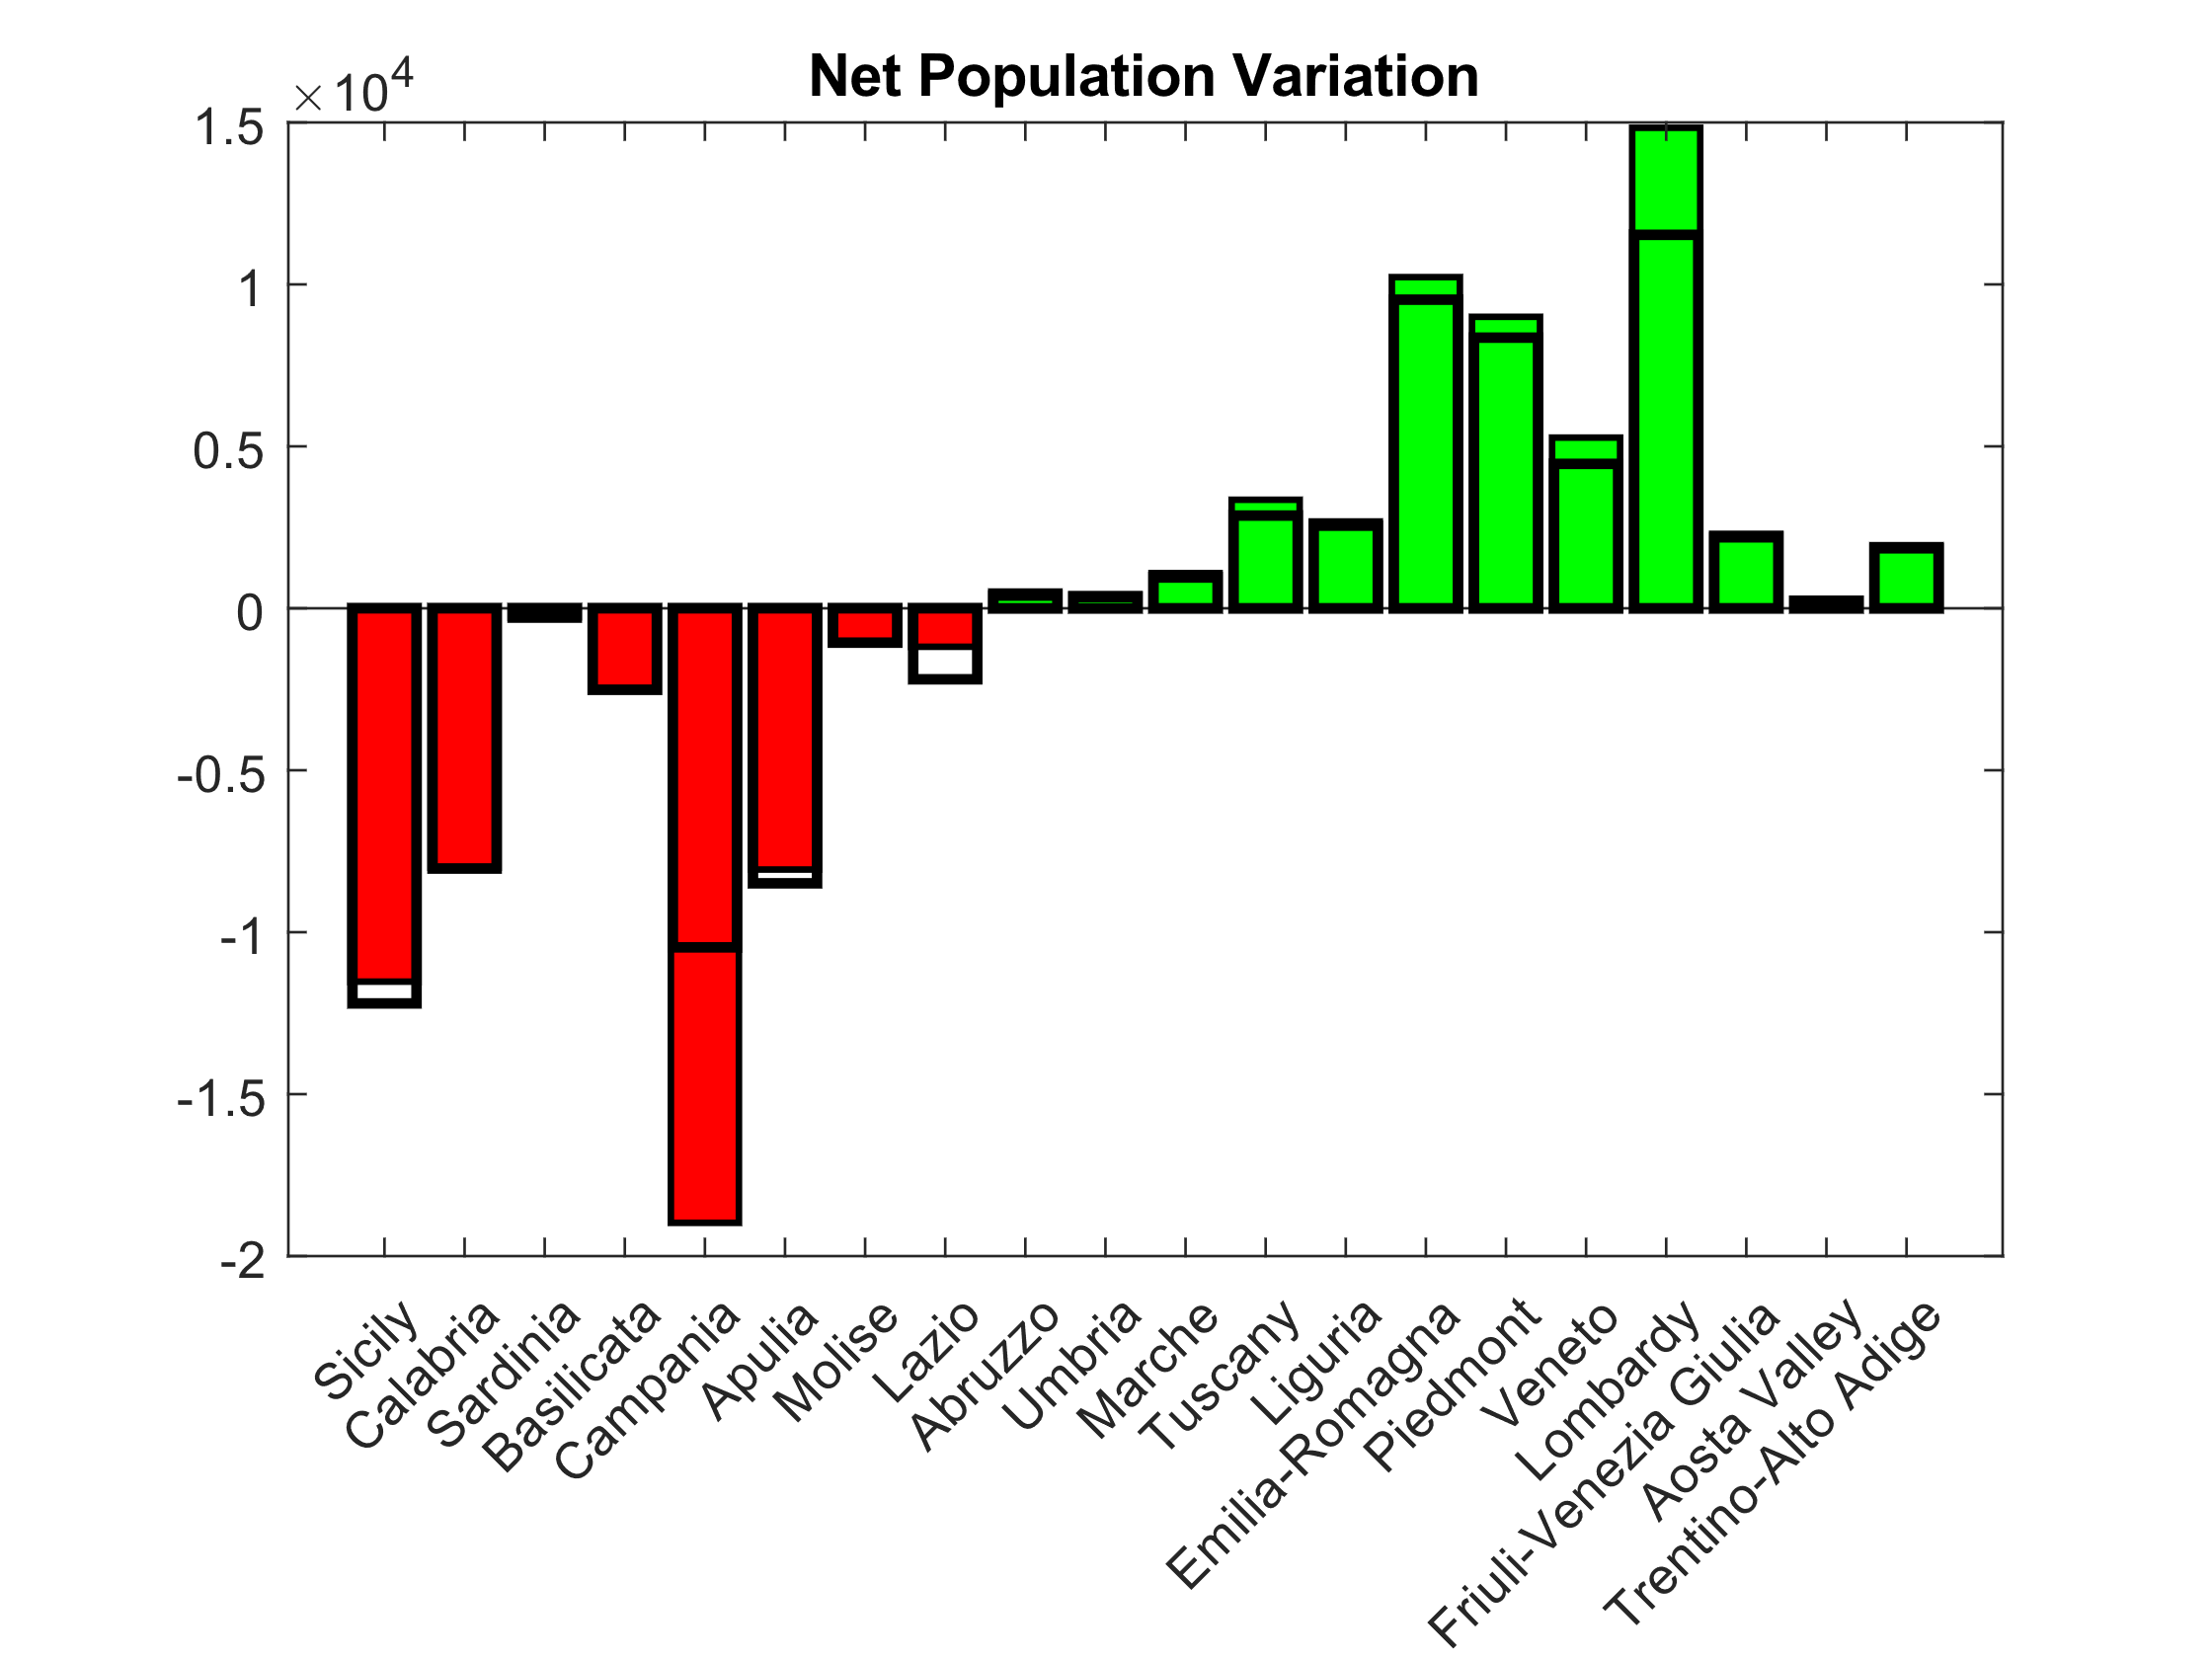 Net Population Variation
× 10^4
1.5
1
0.5
0
-0.5
-1
-1.5
-2
Sicily
Calabria
Sardinia
Basilicata
Campania
Apulia
Molise
Lazio
Abruzzo
Umbria
Marche
Tuscany
Liguria
Emilia-Romagna
Piedmont
Veneto
Lombardy
Friuli-Venezia Giulia
Aosta Valley
Trentino-Alto Adige